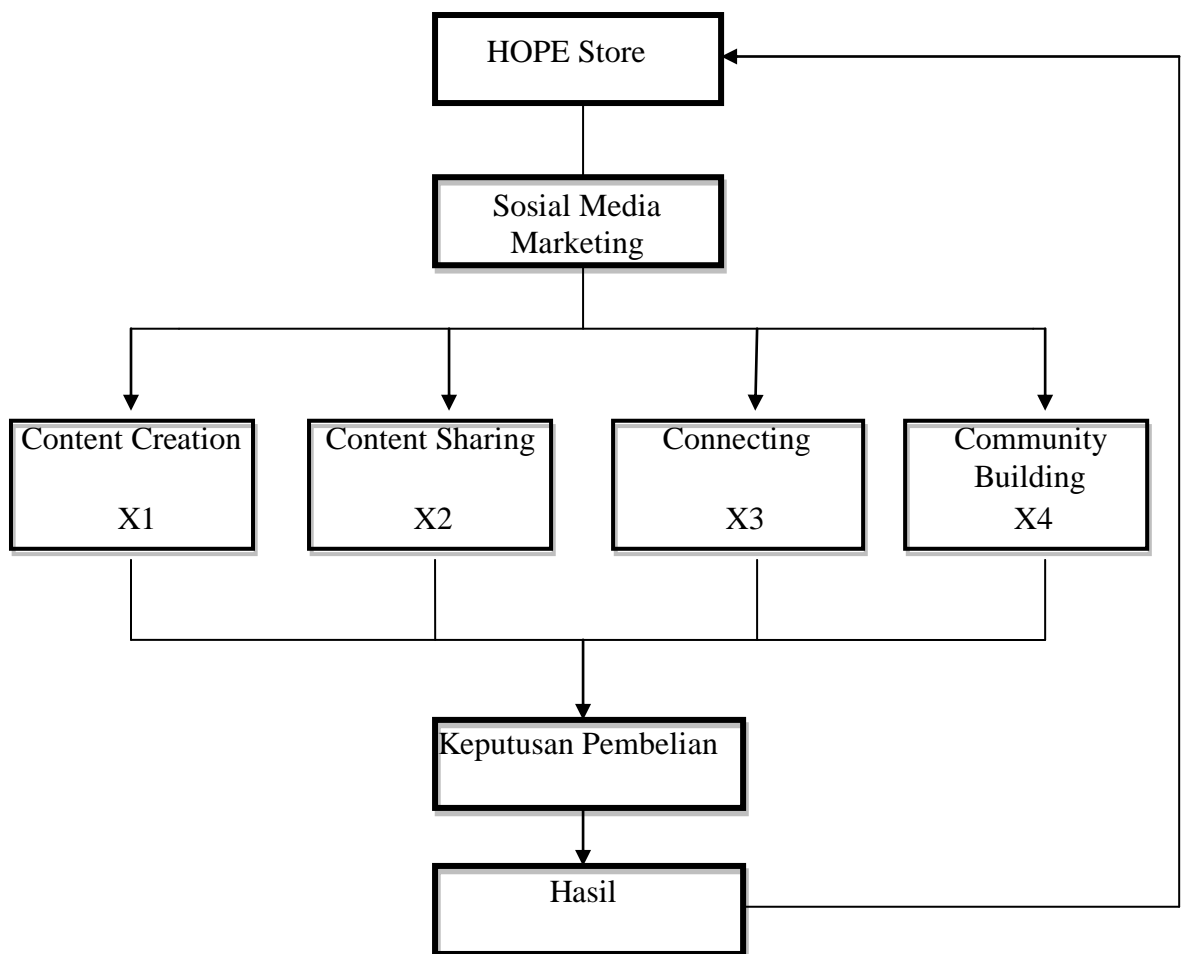 HOPE Store
Sosial Media
Marketing
Content Creation
X1
Content Sharing
X2
Connecting
X3
Community
Building
X4
Keputusan Pembelian
Hasil